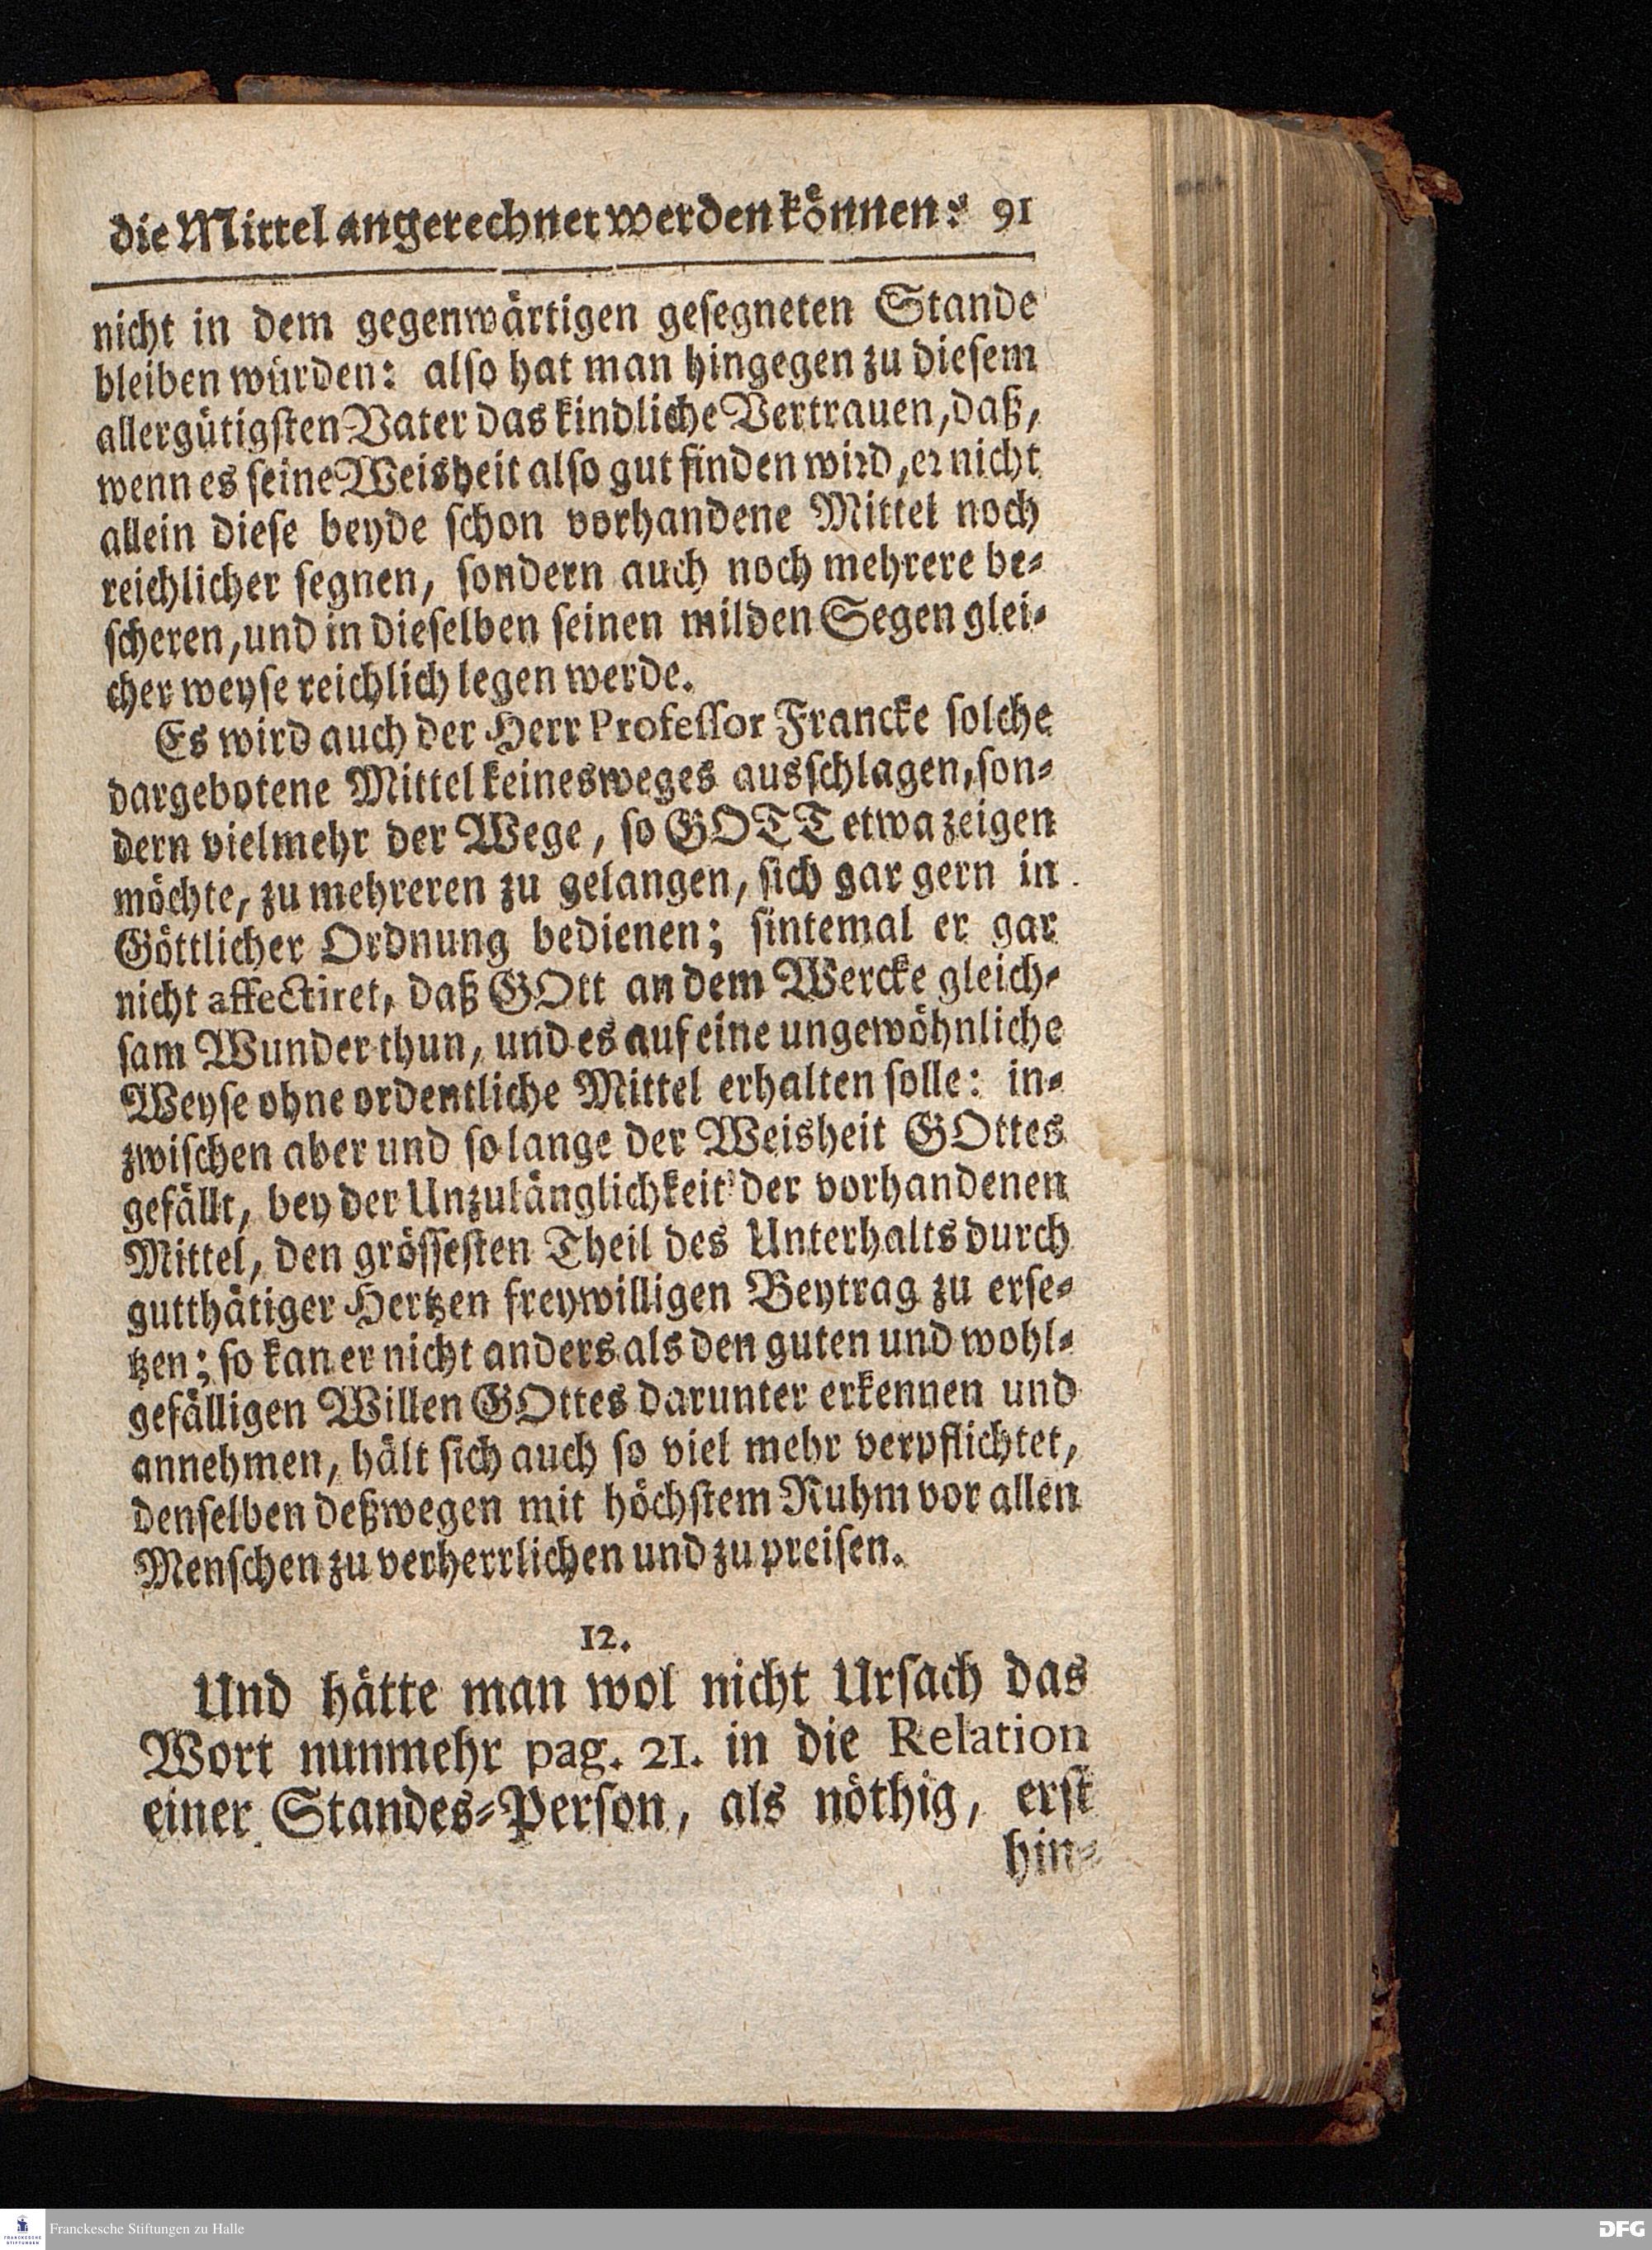 die Mittel angerechnet werden können? 91
nicht in dem gegenwärtigen geſegneten Stande
bleiben würden: alſo hat man hingegen zu dieſem
allergütigſten Vater das kindliche Vertrauen, daß,
wenn es ſeine Weisheit alſo gut finden wird, er nicht
allein dieſe beyde ſchon vorhandene Mittel noch
reichlicher ſegnen, ſondern auch noch mehrere be-
ſcheren, und in dieſelben ſeinen milden Segen glei-
cher weyſe reichlich legen werde.
Es wird auch der Herr Profeſſor Francke ſolche
dargebotene Mittel keinesweges ausſchlagen, ſon-
dern vielmehr der Wege, ſo GOTT etwa zeigen
möchte, zu mehreren zu gelangen, ſich gar gern in
Göttlicher Ordnung bedienen; ſintemal er gar
nicht affectiret, daß GOtt an dem Wercke gleich-
ſam Wunder thun, und es auf eine ungewöhnliche
Weyſe ohne ordentliche Mittel erhalten ſolle: in-
zwiſchen aber und ſo lange der Weisheit GOttes
gefällt, bey der Unzulänglichkeit der vorhandenen
Mittel, den gröſſeſten Theil des Unterhalts durch
gutthätiger Hertzen freywilligen Beytrag zu erſe-
tzen; ſo kan er nicht anders als den guten und wohl-
gefälligen Willen GOttes darunter erkennen und
annehmen, hält ſich auch ſo viel mehr verpflichtet,
denſelben deßwegen mit höchſtem Ruhm vor allen
Menſchen zu verherrlichen und zu preiſen.
12.
Und hätte man wol nicht Urſach das
Wort nunmehr pag. 21. in die Relation
einer Standes-Perſon, als nöthig, erſt
hin-
Franckesche Stiftungen zu Halle
FRANCKESCHE
STIFTUNGEN
DFG